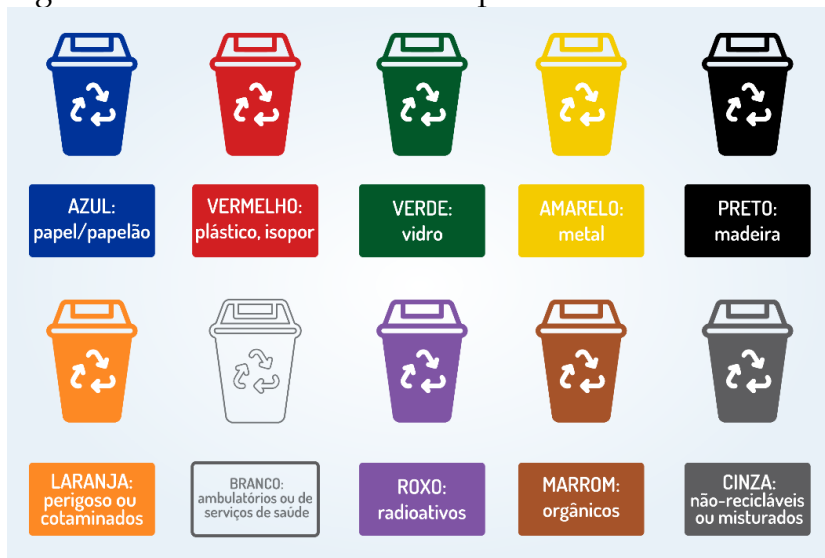 AZUL:
papel/papelão
VERMELHO:
plástico, isopor
VERDE:
vidro
AMARELO:
metal
PRETO:
madeira
LARANJA:
perigoso ou
cotaminados
BRANCO:
ambulatórios ou de
serviços de saúde
ROXO:
radioativos
MARROM:
orgânicos
CINZA:
não-recicláveis
ou misturados